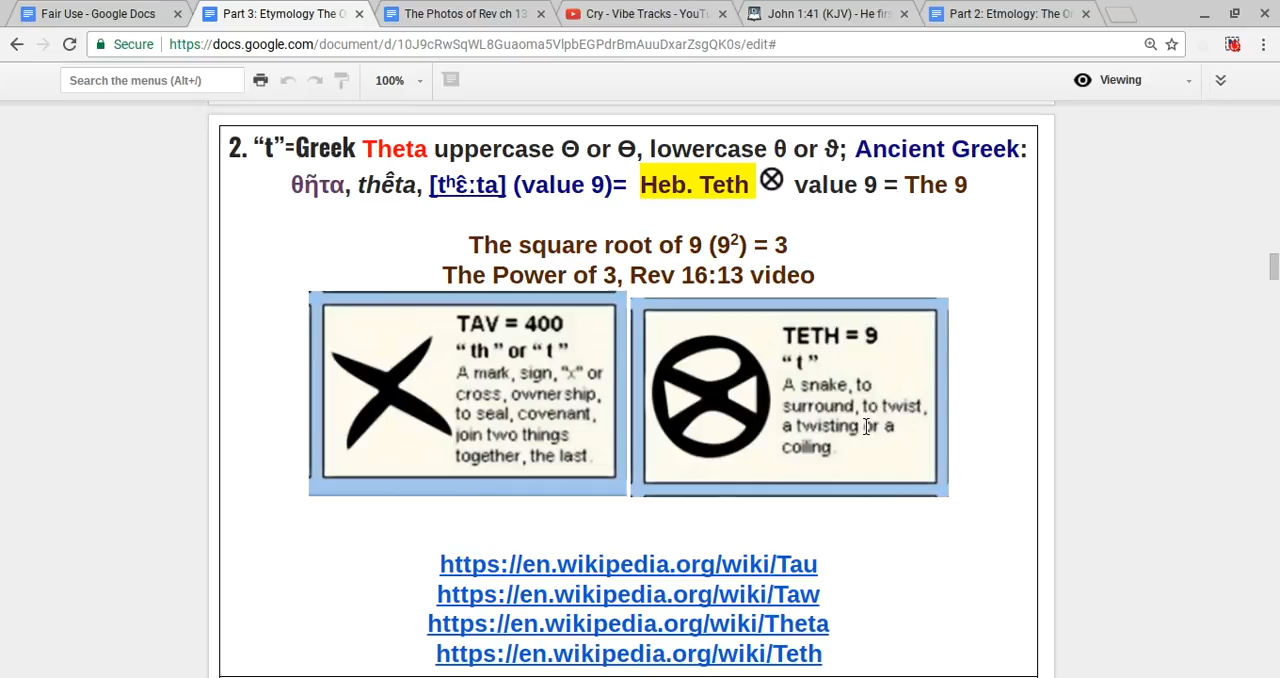 Fair Use - Google Docs
Part 3: Etymology The O
The Photos of Rev ch 13
Cry - Vibe Tracks - YouTu
John 1:41 (KJV) - He firs
Part 2: Etmology: The Or
Secure
https://docs.google.com/document/d/10J9cRwSqWL8Guaoma5VlpbEGPdrBmAuuDxarZsgQK0s/edit#
Search the menus (Alt+/)
100%
Viewing
2. “t”=Greek Theta uppercase Θ or ϴ, lowercase θ or ϑ; Ancient Greek:
θῆτα, thễta, [tʰɛ̂ːta] (value 9)= Heb. Teth ⊗ value 9 = The 9
The square root of 9 (9²) = 3
The Power of 3, Rev 16:13 video
TAV = 400
“ th ” or “ t ”
A mark, sign, "x" or
cross, ownership,
to seal, covenant,
join two things
together, the last.
TETH = 9
“ t ”
A snake, to
surround, to twist,
a twisting or a
coiling.
https://en.wikipedia.org/wiki/Tau
https://en.wikipedia.org/wiki/Taw
https://en.wikipedia.org/wiki/Theta
https://en.wikipedia.org/wiki/Teth